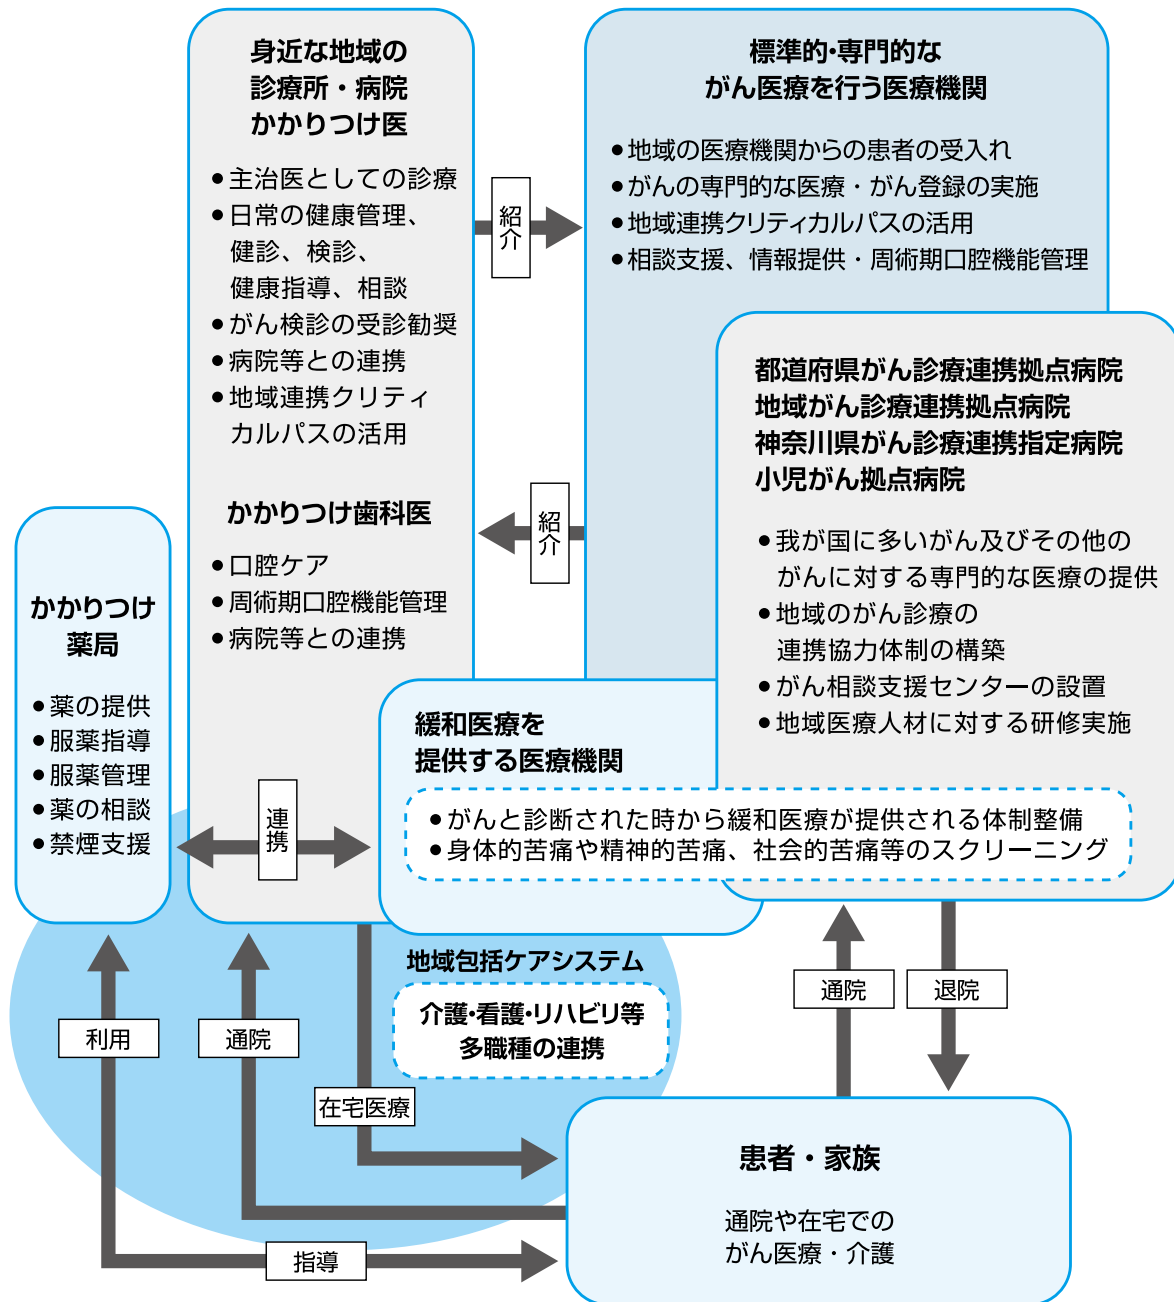 身近な地域の
診療所・病院
かかりつけ医
●主治医としての診療
●日常の健康管理、
健診、検診、
健康指導、相談
●がん検診の受診勧奨
●病院等との連携
●地域連携クリティ
カルパスの活用
かかりつけ歯科医
●口腔ケア
●周術期口腔機能管理
●病院等との連携
紹介
紹介
標準的・専門的な
がん医療を行う医療機関
●地域の医療機関からの患者の受入れ
●がんの専門的な医療・がん登録の実施
●地域連携クリティカルパスの活用
●相談支援、情報提供・周術期口腔機能管理
都道府県がん診療連携拠点病院
地域がん診療連携拠点病院
神奈川県がん診療連携指定病院
小児がん拠点病院
●我が国に多いがん及びその他の
がんに対する専門的な医療の提供
●地域のがん診療の
連携協力体制の構築
●がん相談支援センターの設置
●地域医療人材に対する研修実施
かかりつけ
薬局
●薬の提供
●服薬指導
●服薬管理
●薬の相談
●禁煙支援
連携
緩和医療を
提供する医療機関
●がんと診断された時から緩和医療が提供される体制整備
●身体的苦痛や精神的苦痛、社会的苦痛等のスクリーニング
地域包括ケアシステム
介護・看護・リハビリ等
多職種の連携
利用
通院
在宅医療
指導
通院
退院
患者・家族
通院や在宅での
がん医療・介護